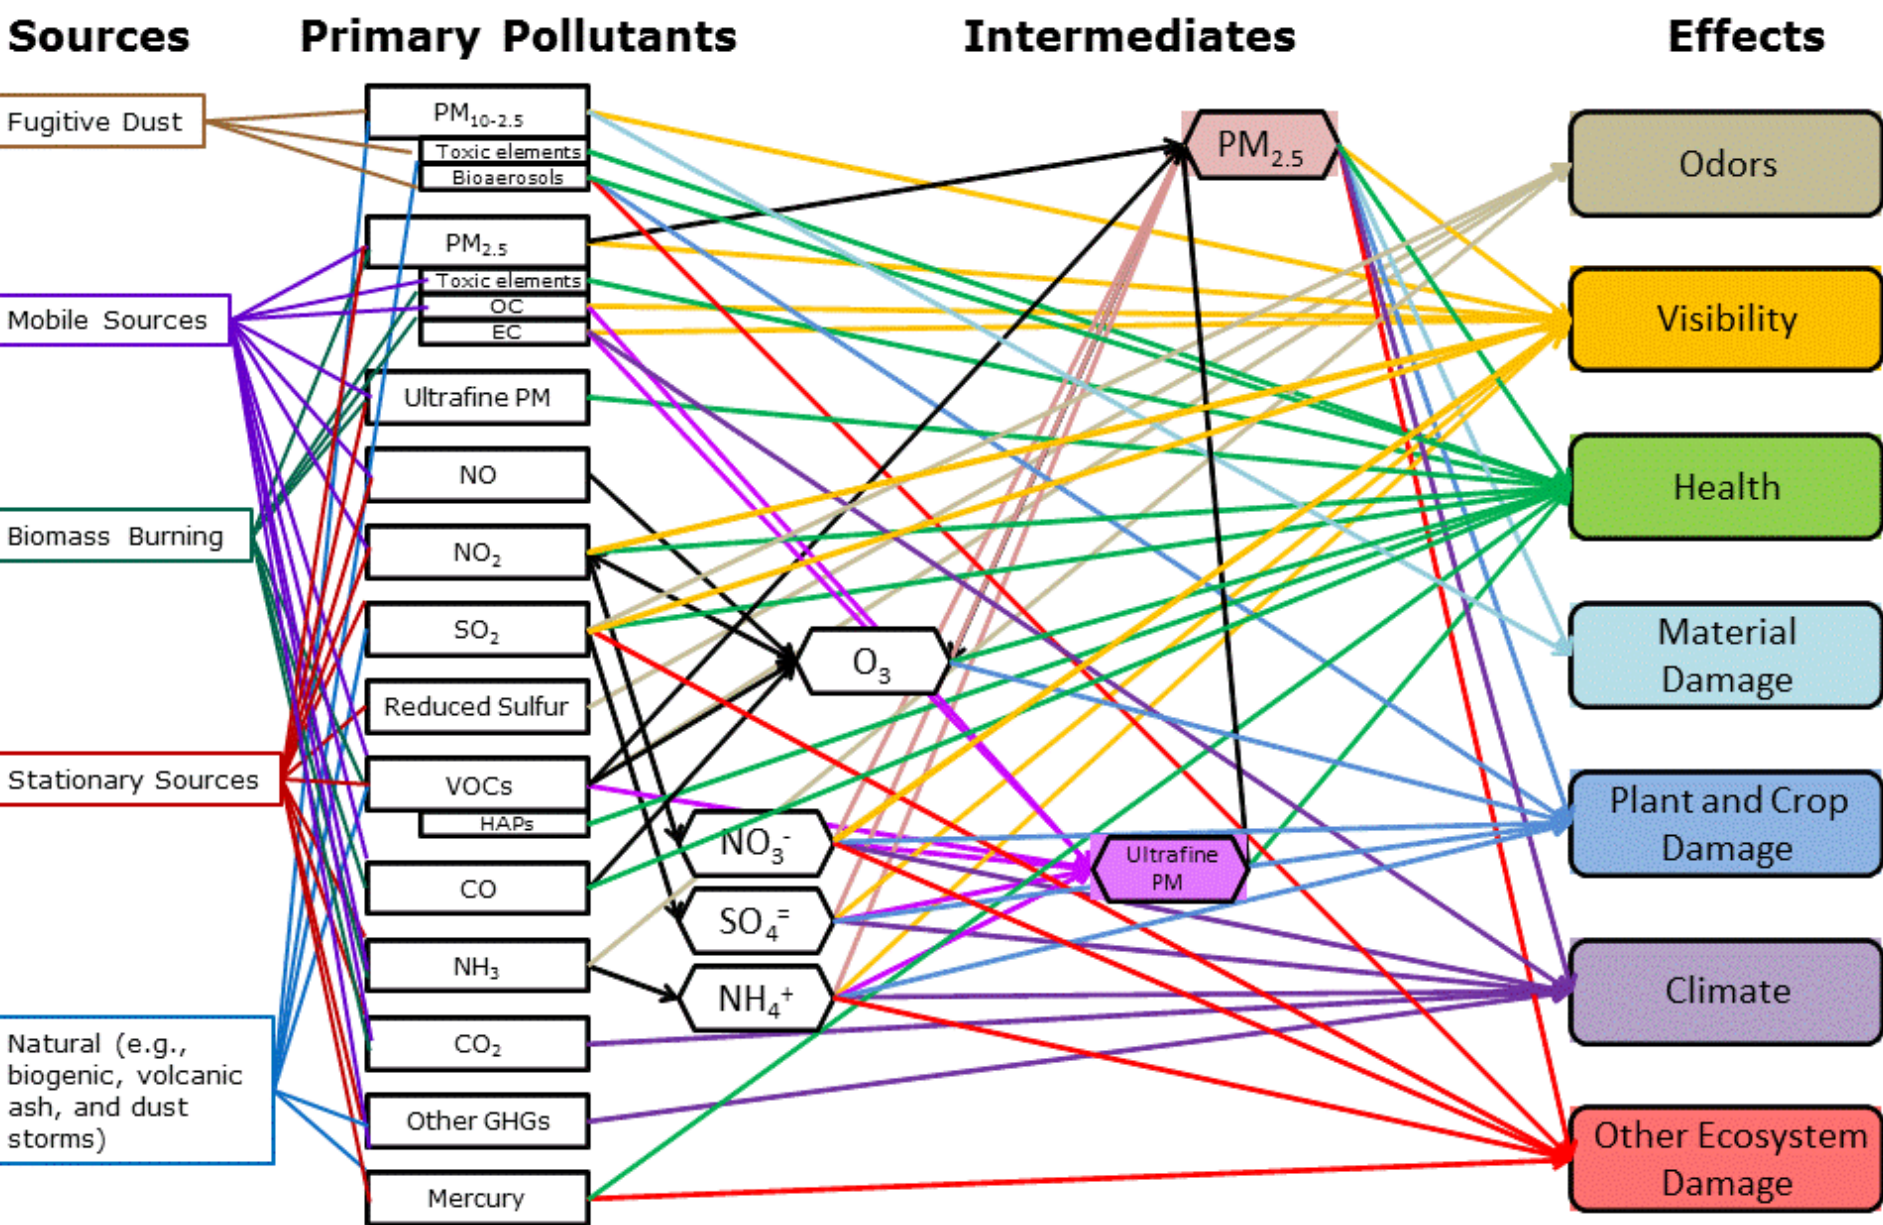 Sources
Primary Pollutants
Intermediates
Effects
Fugitive Dust
Mobile Sources
Biomass Burning
Stationary Sources
Natural (e.g.,
biogenic, volcanic
ash, and dust
storms)
PM10-2.5
Toxic elements
Bioaerosols
PM2.5
Toxic elements
OC
EC
Ultrafine PM
NO
NO2
SO2
Reduced Sulfur
VOCs
HAPs
CO
NH3
CO2
Other GHGs
Mercury
PM2.5
O3
NO3-
SO4=
NH4+
Ultrafine
PM
Odors
Visibility
Health
Material
Damage
Plant and Crop
Damage
Climate
Other Ecosystem
Damage